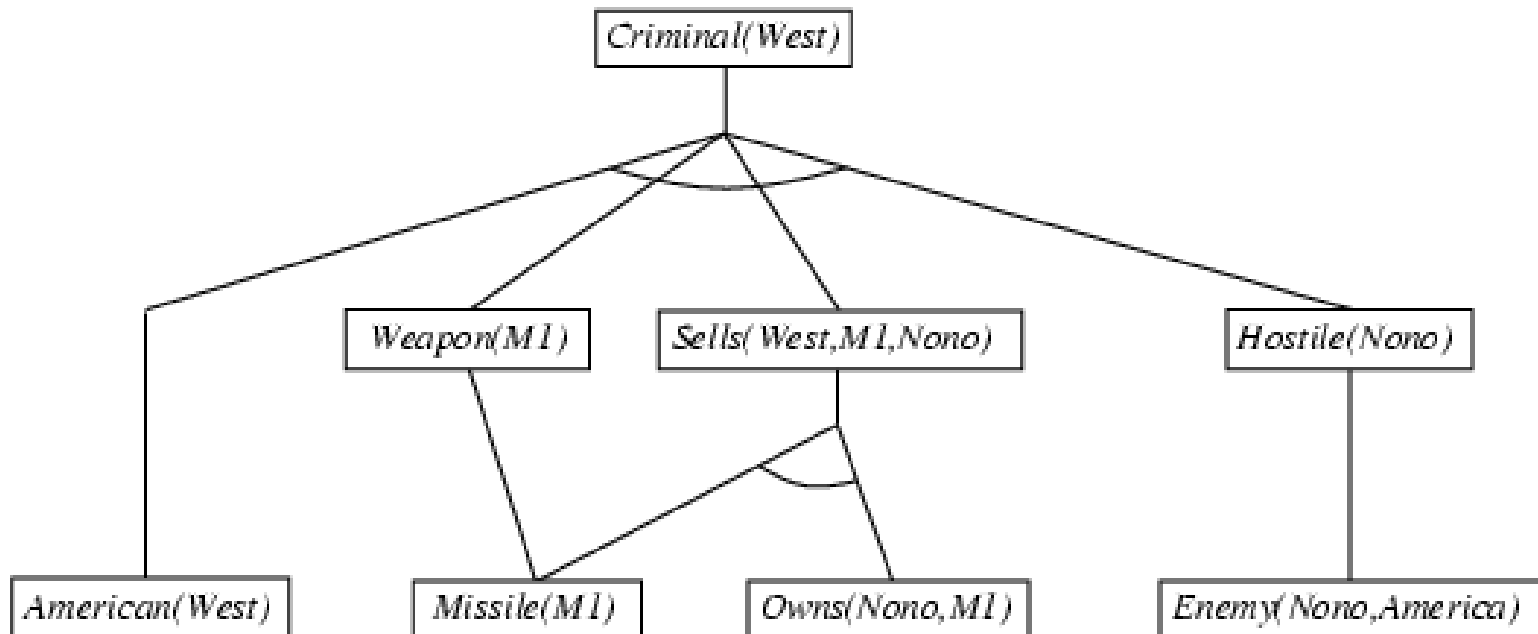 Criminal(West)
Weapon(M1)
Sells(West,M1,Nono)
Hostile(Nono)
American(West)
Missile(M1)
Owns(Nono,M1)
Enemy(Nono,America)